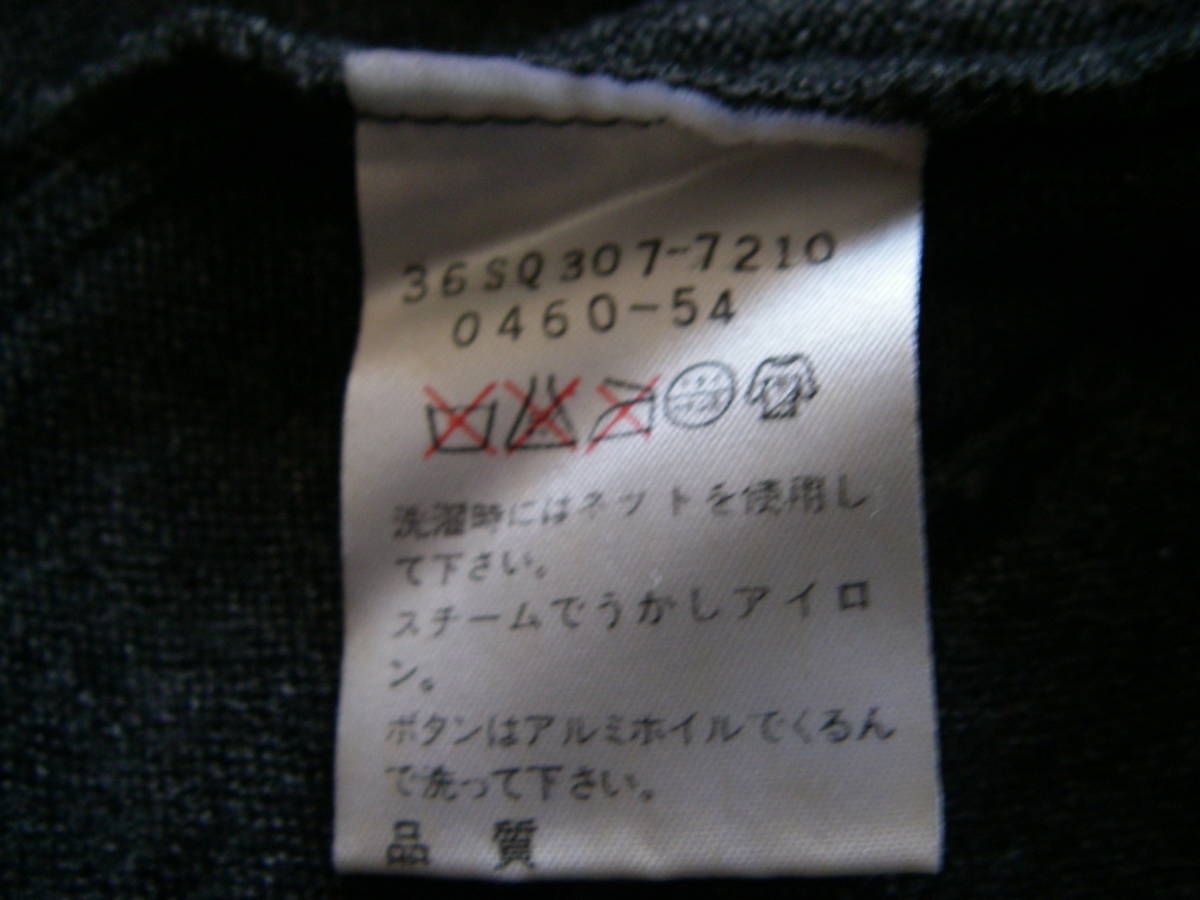 36SQ307-7210
0460-54
洗濯時にはネットを使用し
て下さい。
スチームでうかしアイロ
ン。
ボタンはアルミホイルでくるん
で洗って下さい。
品 質